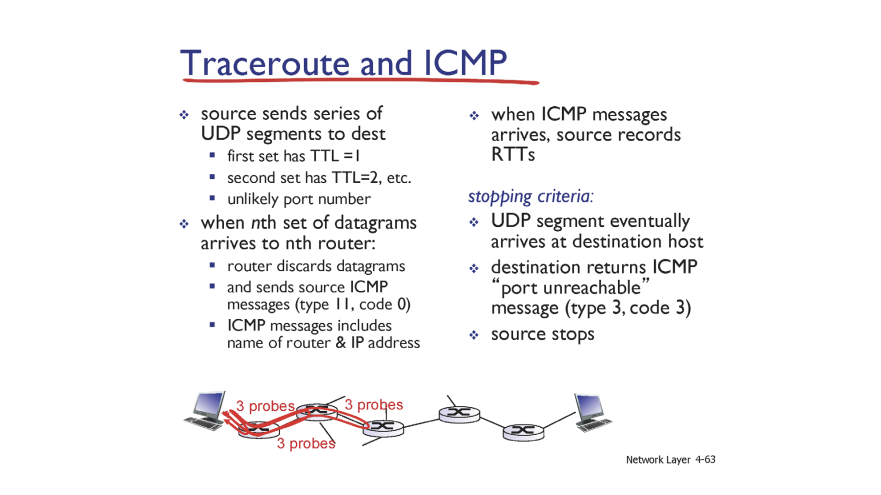 Traceroute and ICMP
source sends series of
UDP segments to dest
first set has TTL =1
second set has TTL=2, etc.
unlikely port number
when nth set of datagrams
arrives to nth router:
router discards datagrams
and sends source ICMP
messages (type 11, code 0)
ICMP messages includes
name of router & IP address
when ICMP messages
arrives, source records
RTTs
stopping criteria:
UDP segment eventually
arrives at destination host
destination returns ICMP
“port unreachable”
message (type 3, code 3)
source stops
3 probes
3 probes
3 probes
Network Layer 4-63